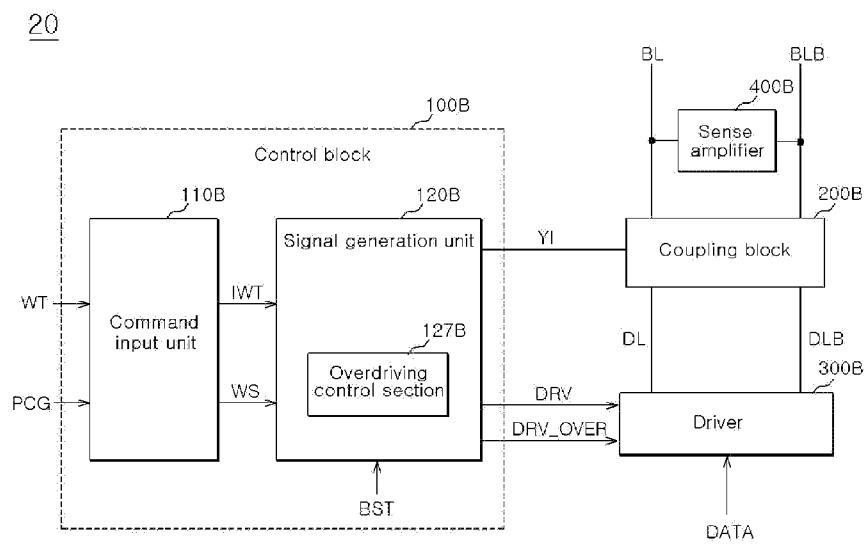 20
BL
BLB
400B
Sense
amplifier
100B
Control block
110B
120B
200B
Signal generation unit
YI
Coupling block
WT
IWT
Command
input unit
127B
DL
DLB
Overdriving
control section
300B
PCG
WS
DRV
Driver
DRV_OVER
BST
DATA